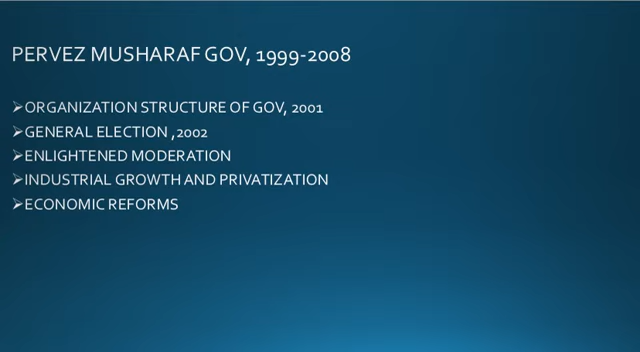 PERVEZ MUSHARAF GOV, 1999-2008
➢ORGANIZATION STRUCTURE OF GOV, 2001
➢GENERAL ELECTION ,2002
➢ENLIGHTENED MODERATION
➢INDUSTRIAL GROWTH AND PRIVATIZATION
➢ECONOMIC REFORMS